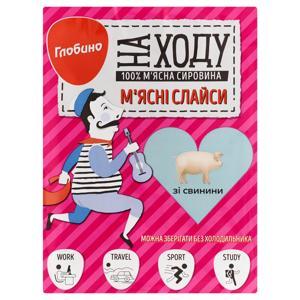 Глобино
НА ХОДУ
100% М'ЯСНА СИРОВИНА
М'ЯСНІ СЛАЙСИ
зі свинини
МОЖНА ЗБЕРІГАТИ БЕЗ ХОЛОДИЛЬНИКА
WORK
TRAVEL
SPORT
STUDY